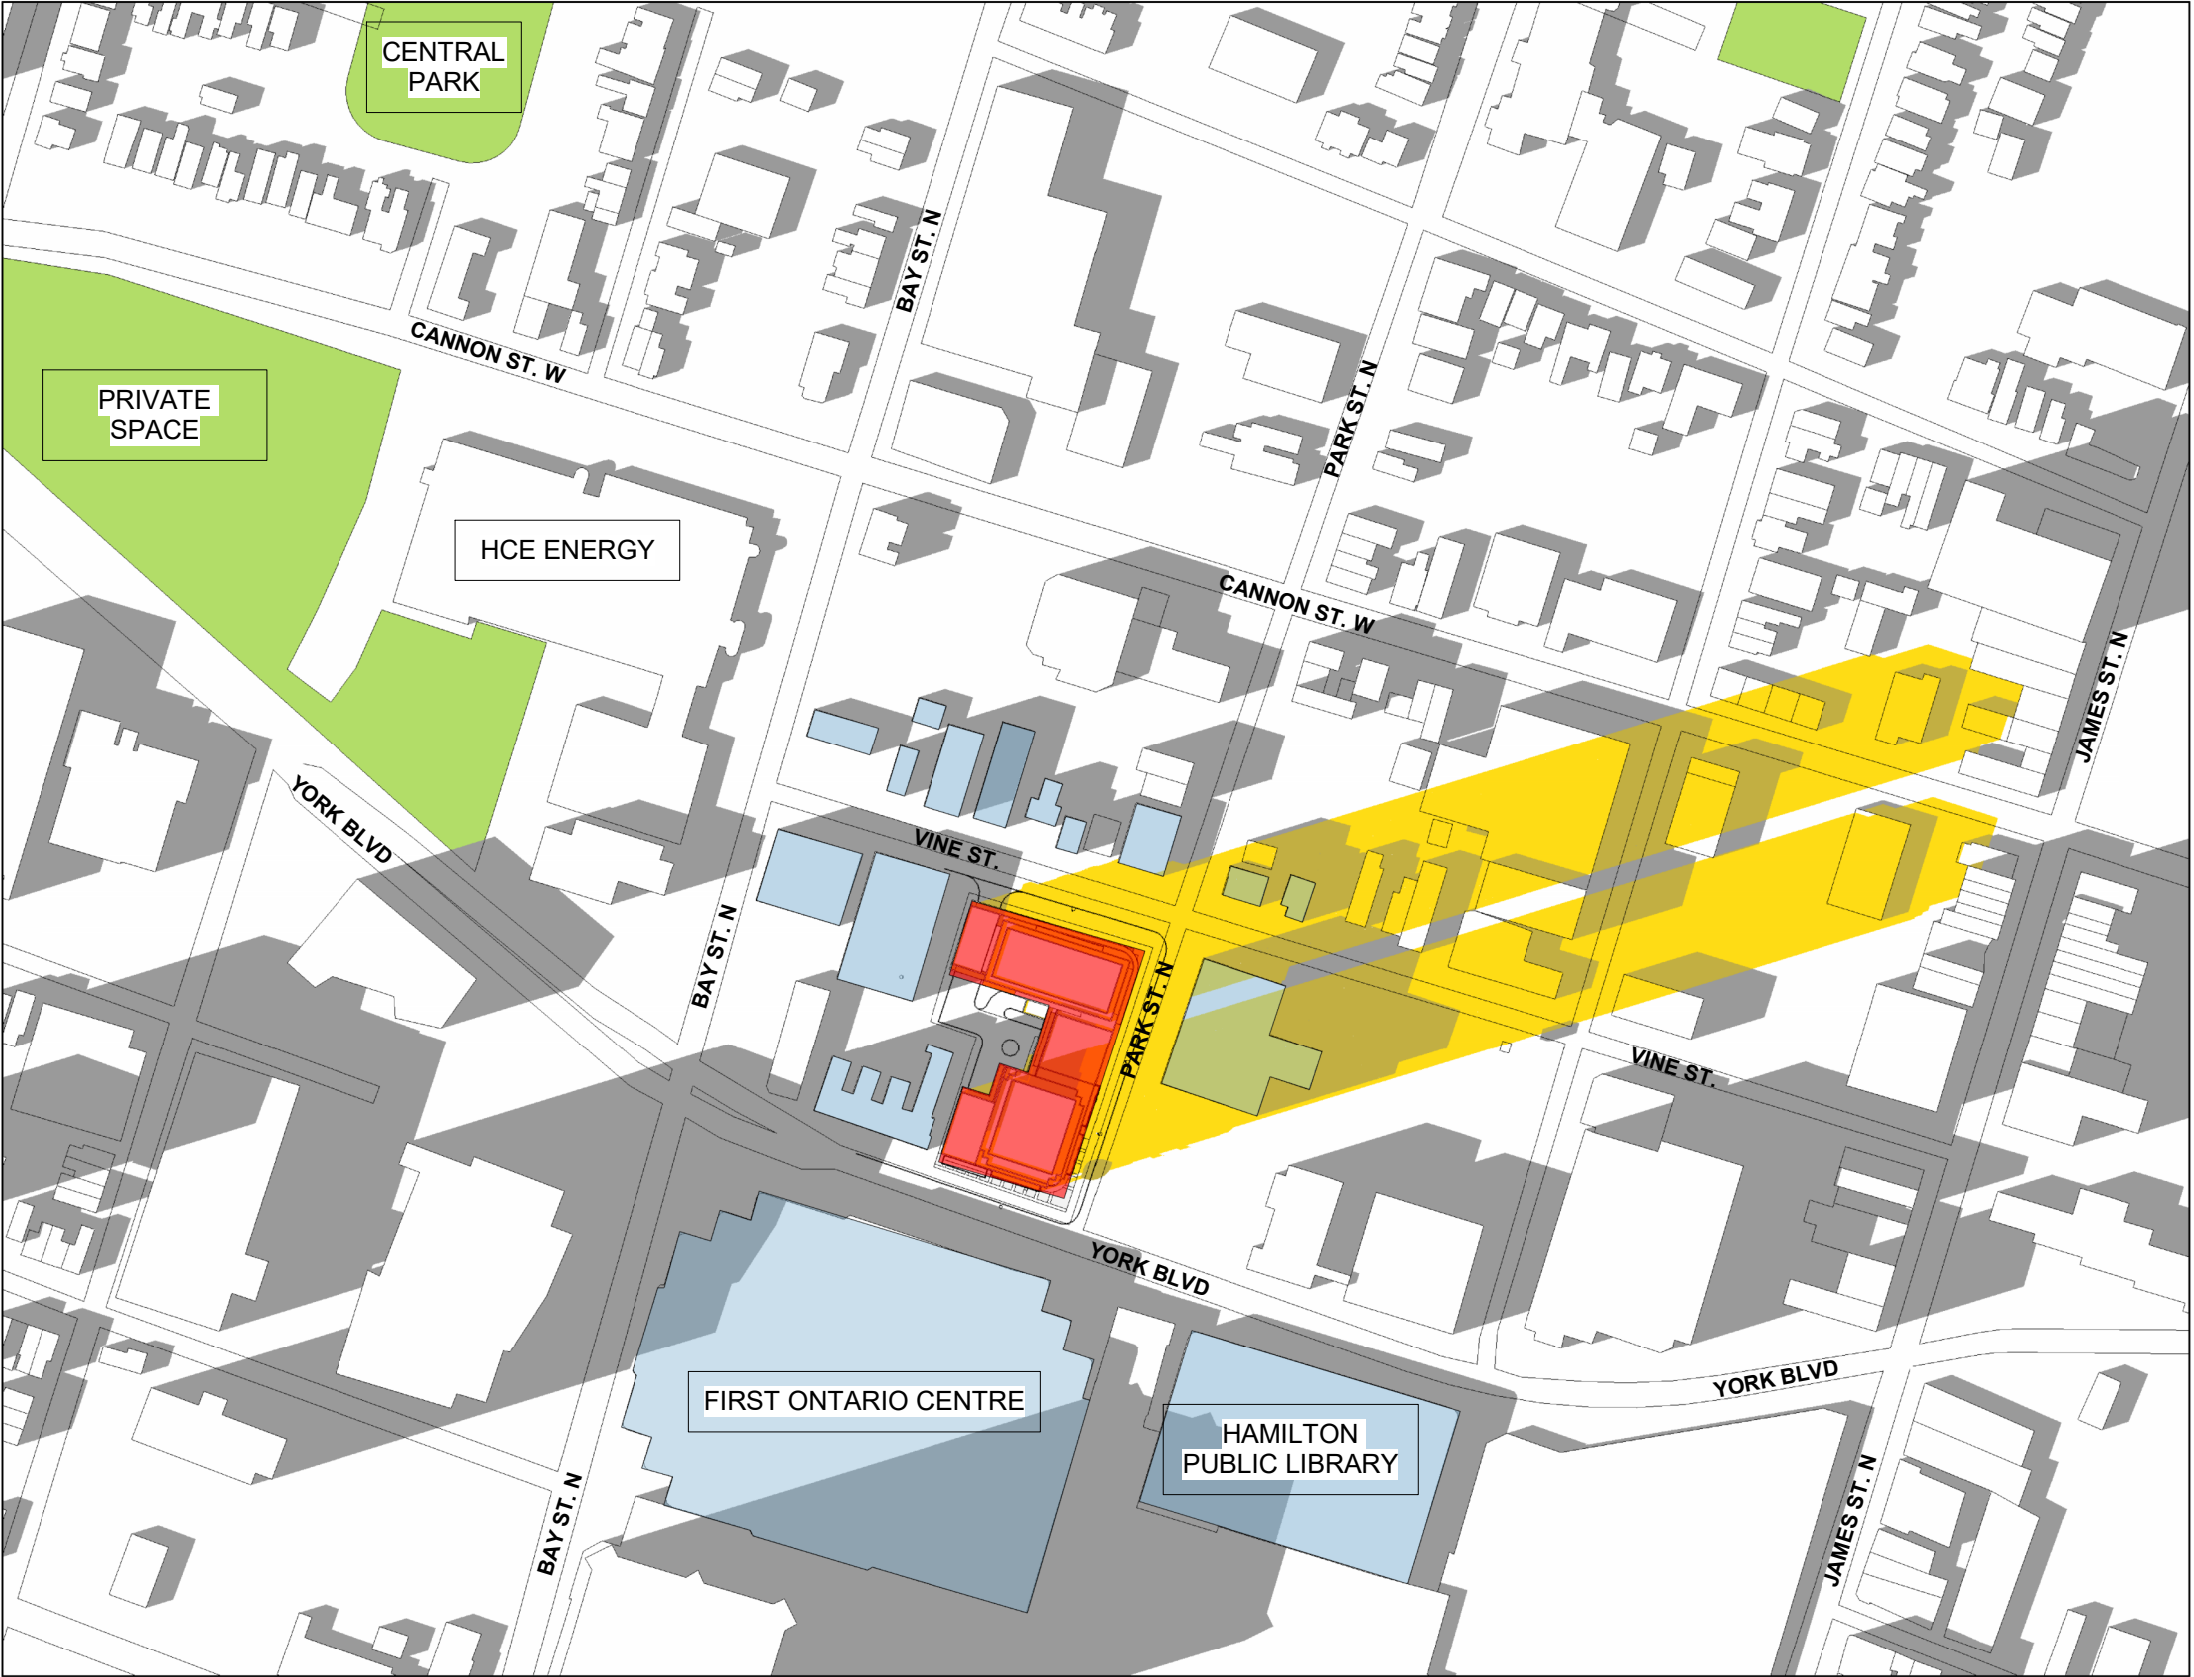 CENTRAL
PARK
BAY ST. N
CANNON ST. W
PRIVATE
SPACE
PARK ST. N
HCE ENERGY
CANNON ST. W
JAMES ST. N
YORK BLVD
VINE ST.
BAY ST. N
PARK ST. N
VINE ST.
YORK BLVD
YORK BLVD
FIRST ONTARIO CENTRE
HAMILTON
PUBLIC LIBRARY
BAY ST. N
JAMES ST. N